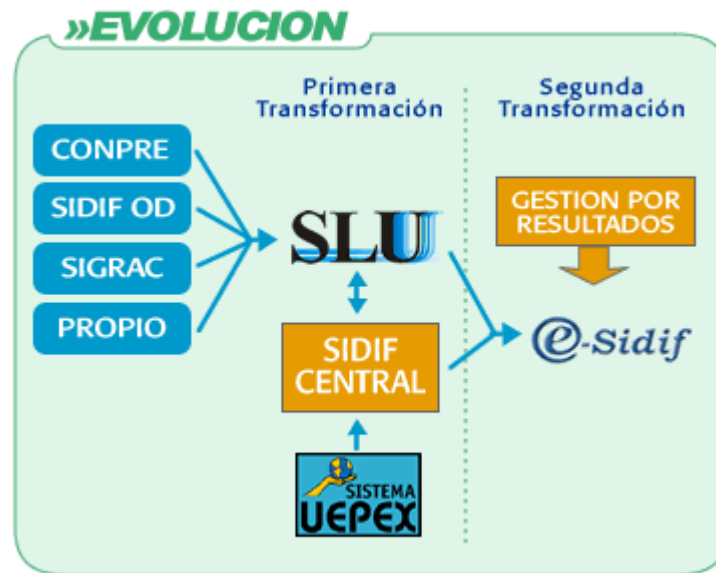 »EVOLUCION
Primera
Transformación
Segunda
Transformación
CONPRE
SIDIF OD
SIGRAC
PROPIO
SLU
GESTION POR
RESULTADOS
SIDIF
CENTRAL
e-Sidif
SISTEMA
UEPEX